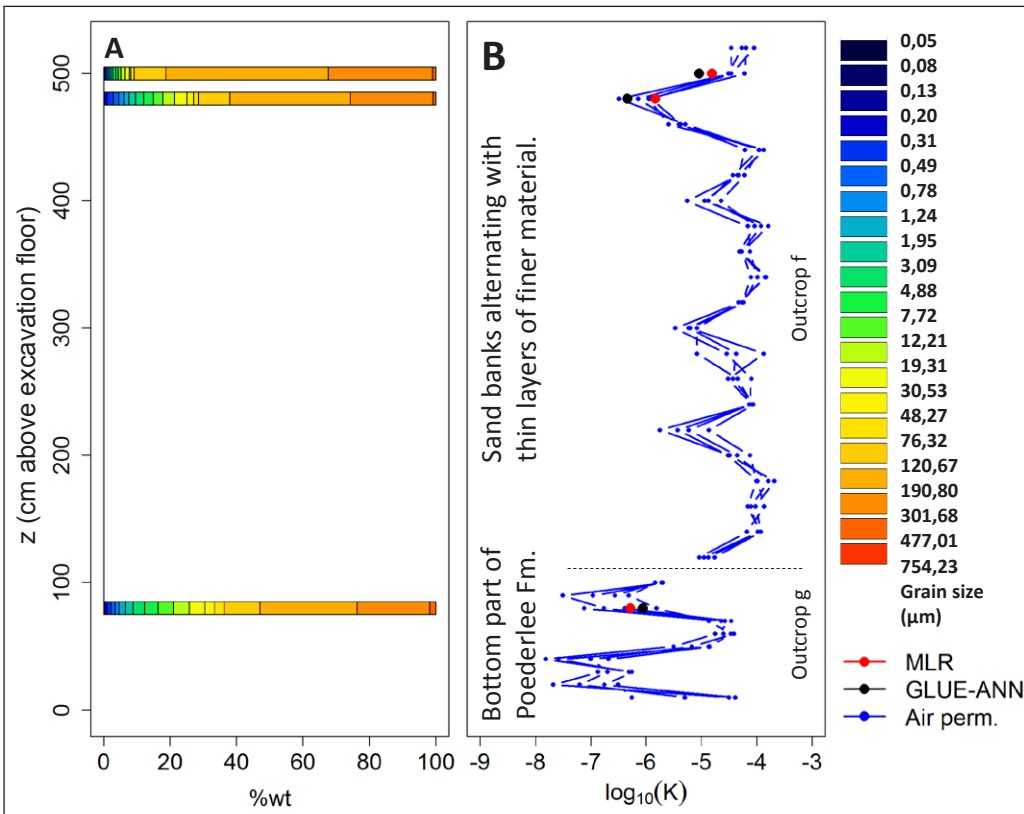 A
z (cm above excavation floor)
500
400
300
200
100
0
0 20 40 60 80 100
%wt
B
Sand banks alternating with
thin layers of finer material.
Bottom part of
Poederlee Fm.
Outcrop f
Outcrop g
-9 -8 -7 -6 -5 -4 -3
log10(K)
0,05
0,08
0,13
0,20
0,31
0,49
0,78
1,24
1,95
3,09
4,88
7,72
12,21
19,31
30,53
48,27
76,32
120,67
190,80
301,68
477,01
754,23
Grain size
(µm)
MLR
GLUE-ANN
Air perm.